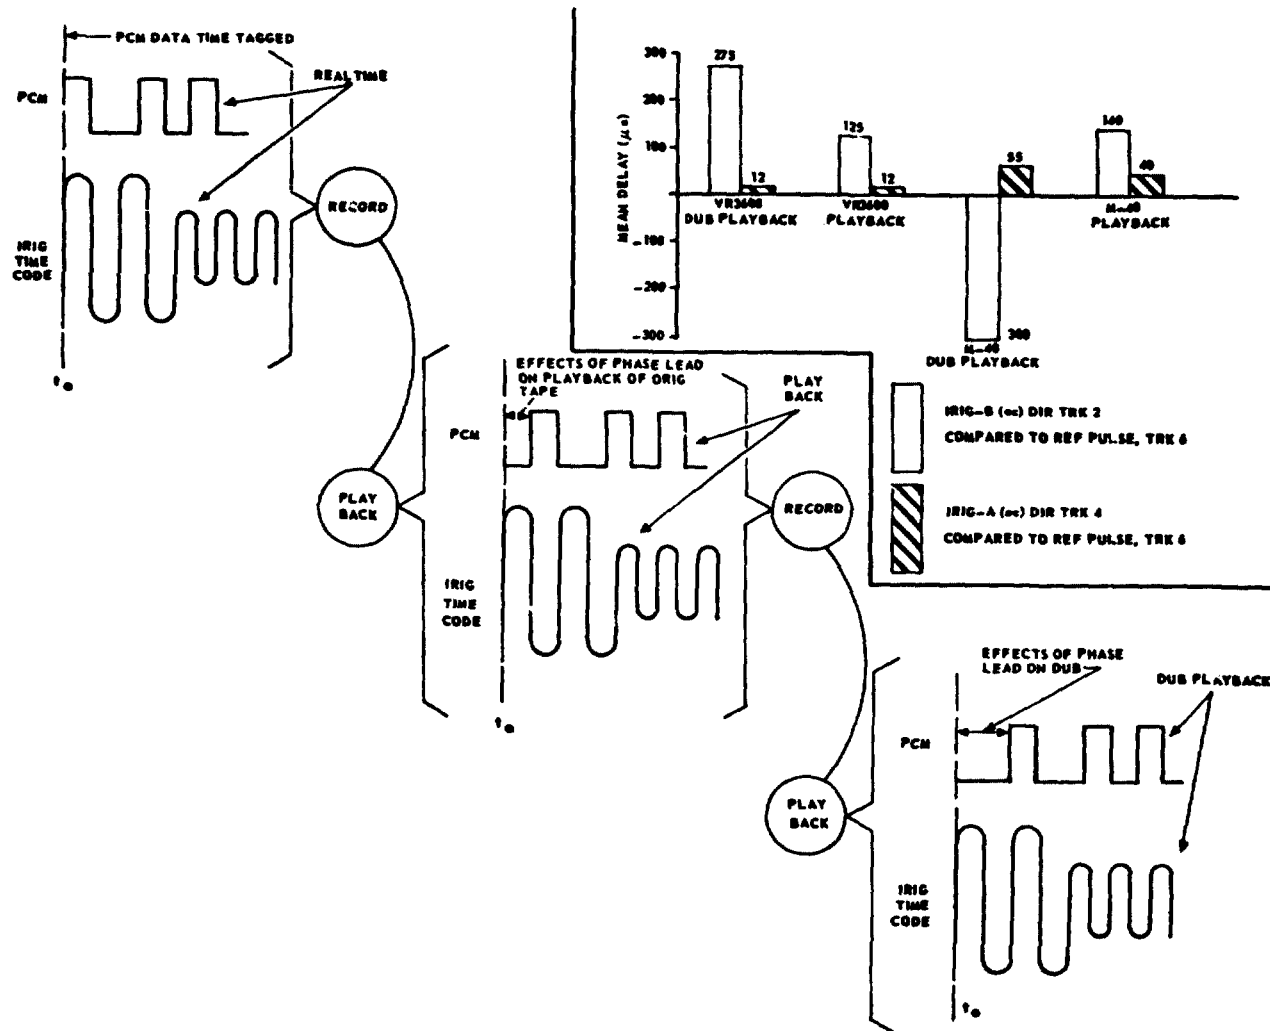 PCM DATA TIME TAGGED
REAL TIME
PCM
RECORD
IRIG
TIME
CODE
t₀
EFFECTS OF PHASE LEAD
ON PLAYBACK OF ORIG
TAPE
PLAY
BACK
PCM
PLAY
BACK
RECORD
IRIG
TIME
CODE
t₀
EFFECTS OF PHASE
LEAD ON DUB
DUB PLAYBACK
PCM
PLAY
BACK
IRIG
TIME
CODE
t₀
MEAN DELAY (μs)
300
200
100
0
-100
-200
-300
275
12
VR3600
DUB PLAYBACK
125
12
VR3600
PLAYBACK
55
300
M-40
DUB PLAYBACK
140
40
M-40
PLAYBACK
IRIG-B (ac) DIR TRK 2
COMPARED TO REF PULSE, TRK 6
IRIG-A (ac) DIR TRK 4
COMPARED TO REF PULSE, TRK 6